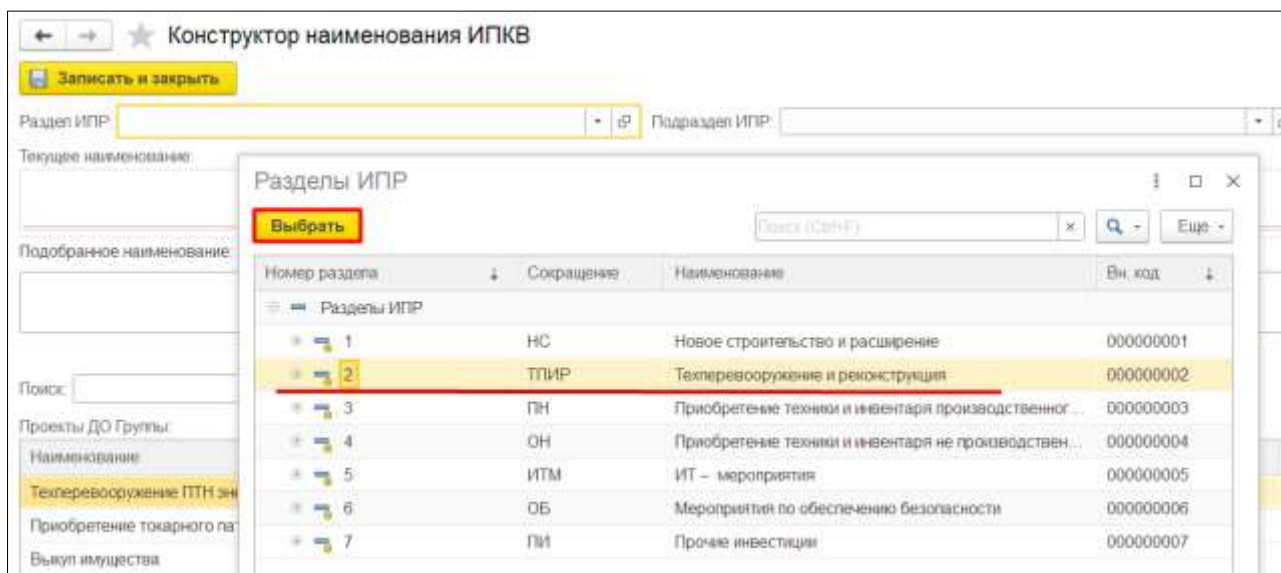 Конструктор наименования ИПКВ
Записать и закрыть
Раздел ИПР: Подраздел ИПР:
Текущее наименование:
Разделы ИПР
Выбрать Поиск (Ctrl+F) Еще
Подобранное наименование:
Номер раздела Сокращение Наименование Вн. код
Разделы ИПР
1 НС Новое строительство и расширение 000000001
2 ТПИР Техперевооружение и реконструкция 000000002
Поиск:
3 ПН Приобретение техники и инвентаря производственног... 000000003
Проекты ДО Группы:
4 ОН Приобретение техники и инвентаря не производствен... 000000004
Наименование
5 ИТМ ИТ – мероприятия 000000005
Техперевооружение ПТН эне
6 ОБ Мероприятия по обеспечению безопасности 000000006
Приобретение токарного пат
7 ПИ Прочие инвестиции 000000007
Выкуп имущества